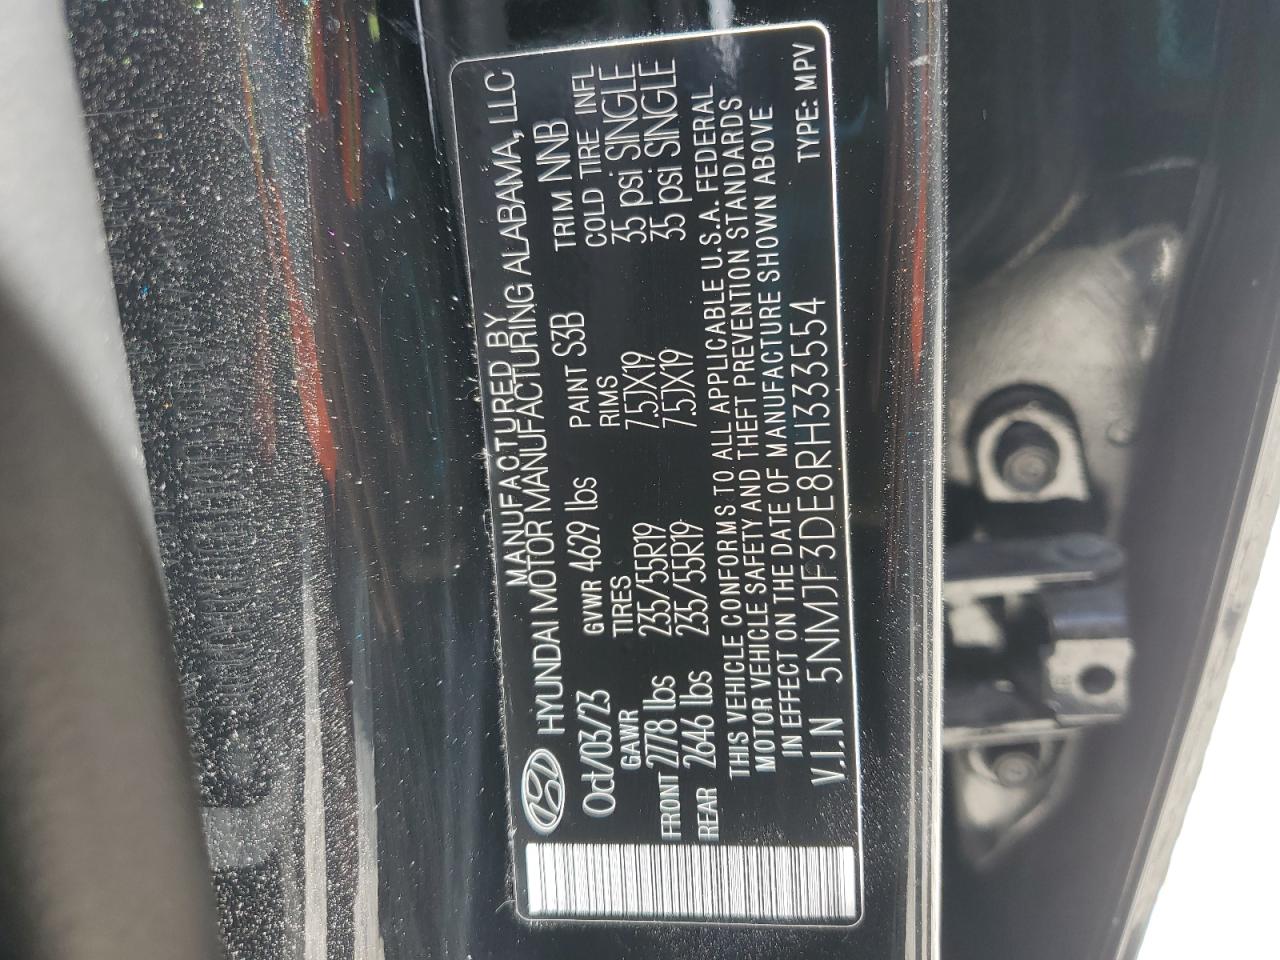 MANUFACTURED BY
HYUNDAI MOTOR MANUFACTURING ALABAMA, LLC
Oct/03/23 GVWR 4629 lbs PAINT S3B TRIM NNB
GAWR TIRES RIMS COLD TIRE INFL
FRONT 2778 lbs 235/55R19 7.5JX19 35 psi SINGLE
REAR 2646 lbs 235/55R19 7.5JX19 35 psi SINGLE
THIS VEHICLE CONFORMS TO ALL APPLICABLE U.S.A. FEDERAL
MOTOR VEHICLE SAFETY AND THEFT PREVENTION STANDARDS
IN EFFECT ON THE DATE OF MANUFACTURE SHOWN ABOVE
V.I.N 5NMJF3DE8RH333554 TYPE: MPV